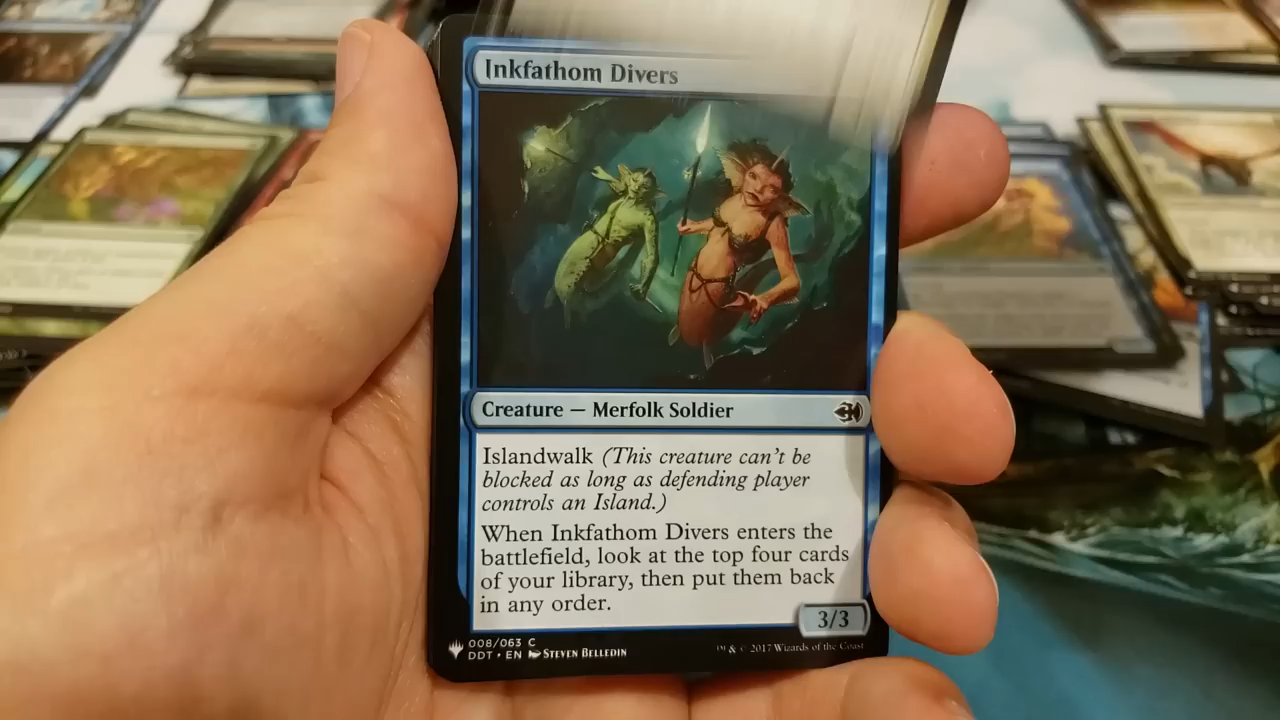 Inkfathom Divers
Creature — Merfolk Soldier
Islandwalk (This creature can't be
blocked as long as defending player
controls an Island.)
When Inkfathom Divers enters the
battlefield, look at the top four cards
of your library, then put them back
in any order.
3/3
008/063 C
DDT • EN STEVEN BELLEDIN
™ & © 2017 Wizards of the Coast